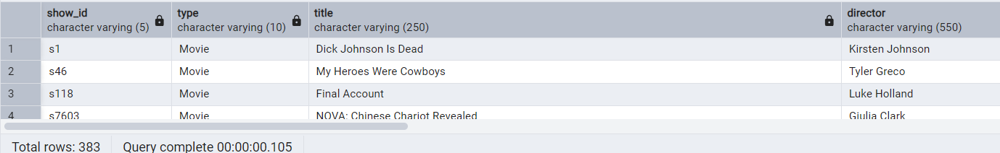 show_id type title director
character varying (5) character varying (10) character varying (250) character varying (550)
1 s1 Movie Dick Johnson Is Dead Kirsten Johnson
2 s46 Movie My Heroes Were Cowboys Tyler Greco
3 s118 Movie Final Account Luke Holland
4 s7603 Movie NOVA: Chinese Chariot Revealed Giulia Clark
Total rows: 383 Query complete 00:00:00.105